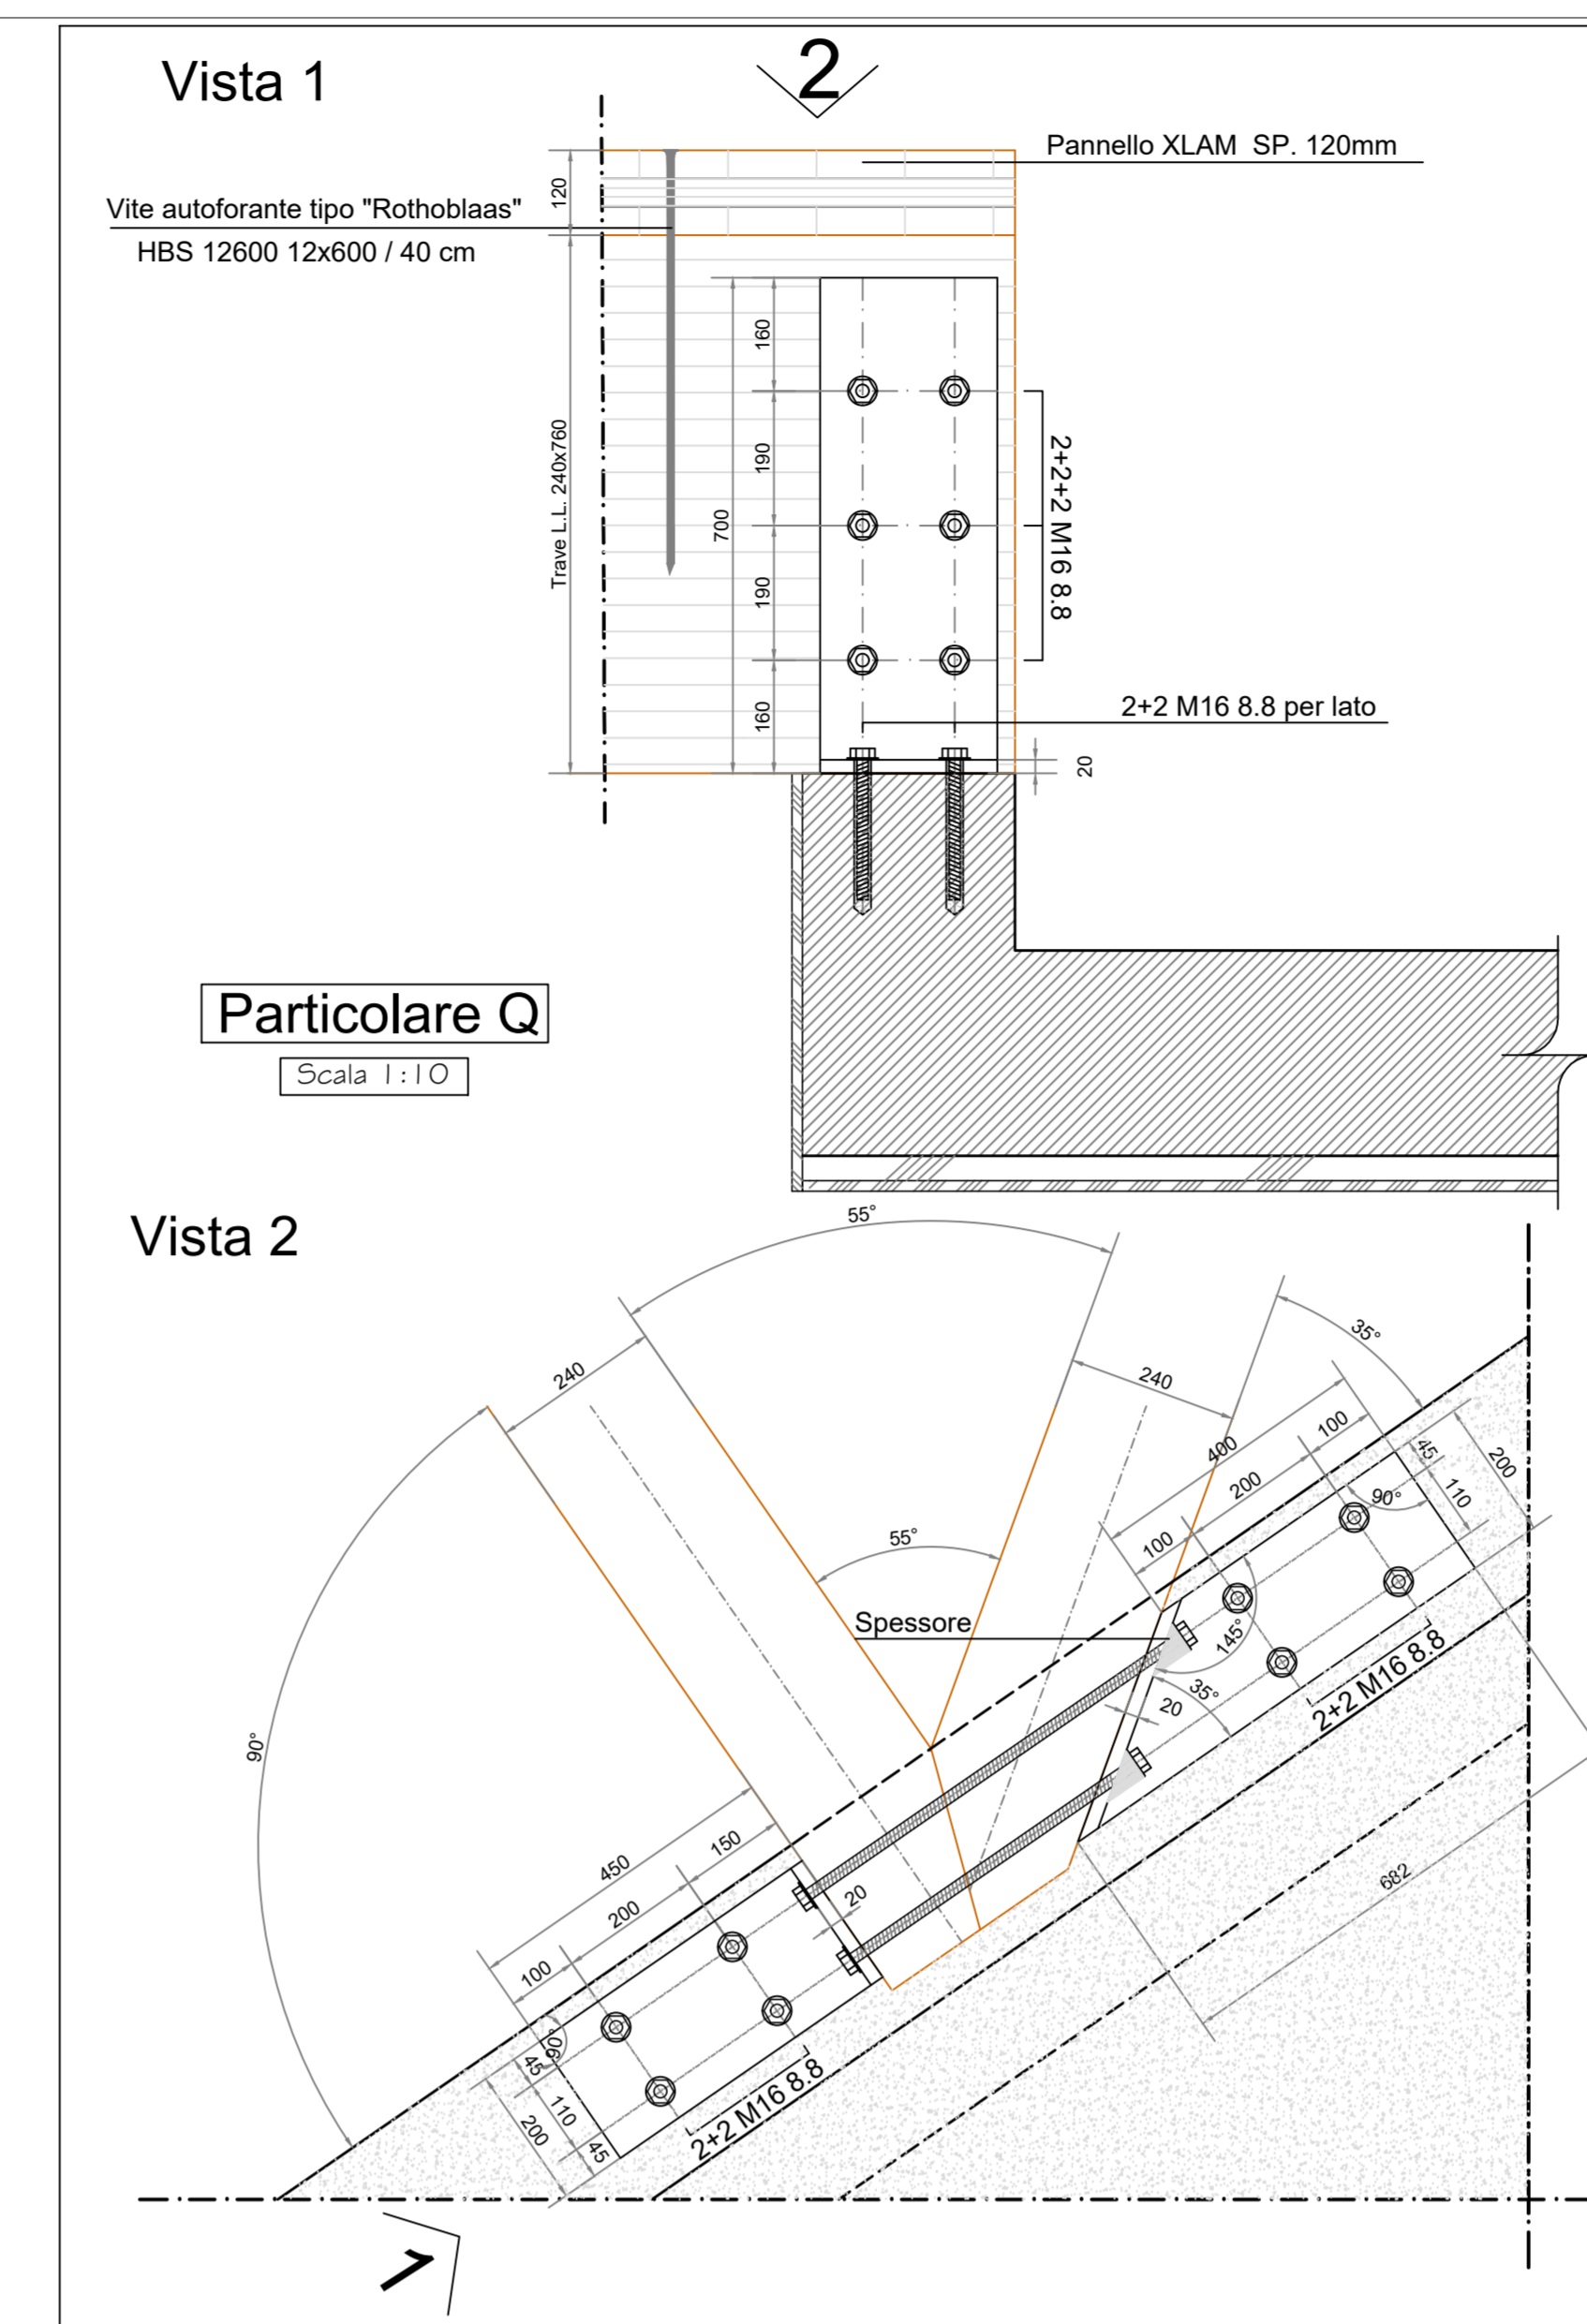 Vista 1
2
Pannello XLAM SP. 120mm
120
Vite autoforante tipo "Rothoblaas"
HBS 12600 12x600 / 40 cm
160
190
Trave L.L. 240x760
700
2+2+2 M16 8.8
190
160
2+2 M16 8.8 per lato
20
Particolare Q
Scala 1:10
Vista 2
55°
240
35°
240
100
400
45
200
200
90°
110
55°
100
Spessore
145°
2+2 M16 8.8
35°
20
90°
150
450
682
20
200
100
90°
45
110
2+2 M16 8.8
200
45
1